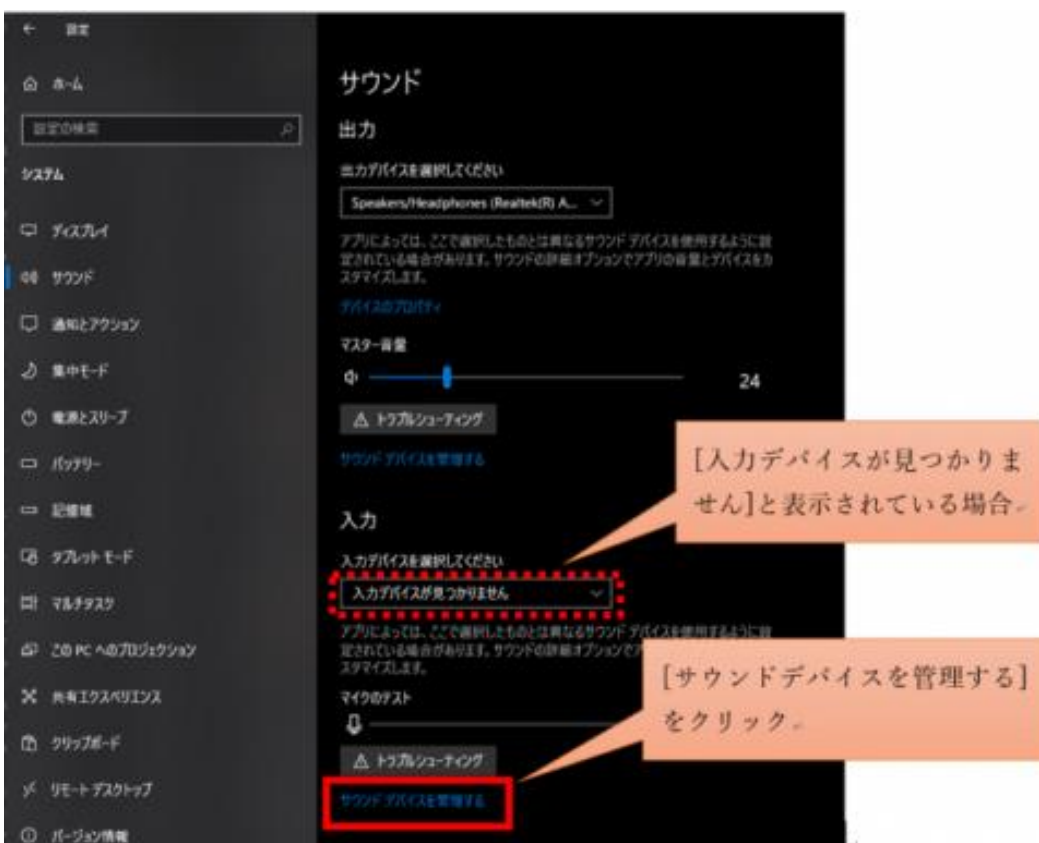 ← 設定
ホーム
設定の検索
システム
ディスプレイ
サウンド
通知とアクション
集中モード
電源とスリープ
バッテリー
記憶域
タブレット モード
マルチタスク
この PC へのプロジェクション
共有エクスペリエンス
クリップボード
リモート デスクトップ
バージョン情報
サウンド
出力
出力デバイスを選択してください
Speakers/Headphones (Realtek(R) A...
アプリによっては、ここで選択したものとは異なるサウンド デバイスを使用するように設
定されている場合があります。サウンドの詳細オプションでアプリの音量とデバイスをカ
スタマイズします。
デバイスのプロパティ
マスター音量
24
トラブルシューティング
サウンド デバイスを管理する
入力
入力デバイスを選択してください
入力デバイスが見つかりません
アプリによっては、ここで選択したものとは異なるサウンド デバイスを使用するように設
定されている場合があります。サウンドの詳細オプションでア
スタマイズします。
マイクのテスト
トラブルシューティング
サウンド デバイスを管理する
[入力デバイスが見つかりま
せん]と表示されている場合
[サウンドデバイスを管理する]
をクリック